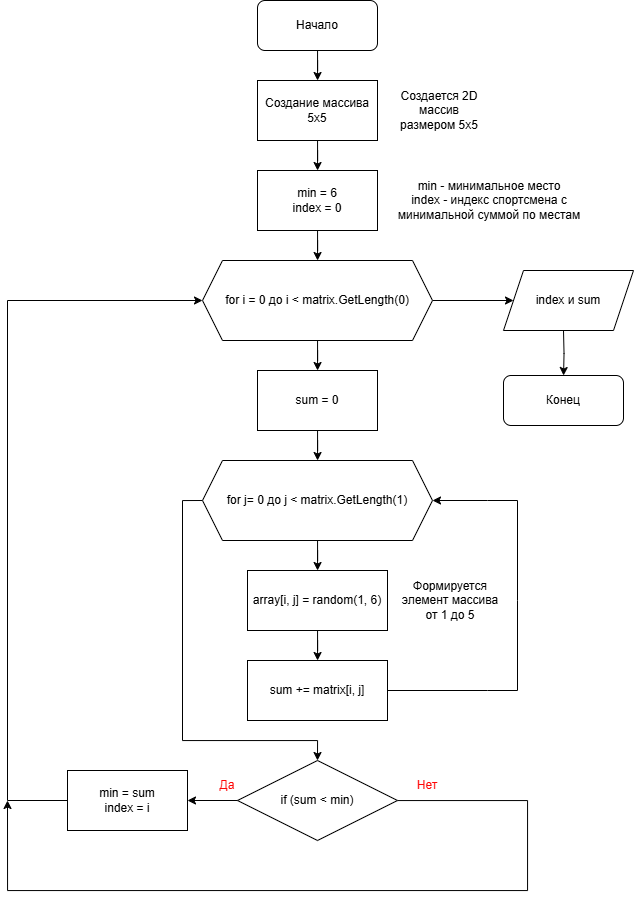 Начало
Создание массива
5x5
Создается 2D
массив
размером 5x5
min = 6
index = 0
min - минимальное место
index - индекс спортсмена с
минимальной суммой по местам
for i = 0 до i < matrix.GetLength(0)
index и sum
sum = 0
Конец
for j= 0 до j < matrix.GetLength(1)
array[i, j] = random(1, 6)
Формируется
элемент массива
от 1 до 5
sum += matrix[i, j]
min = sum
index = i
Да
if (sum < min)
Нет